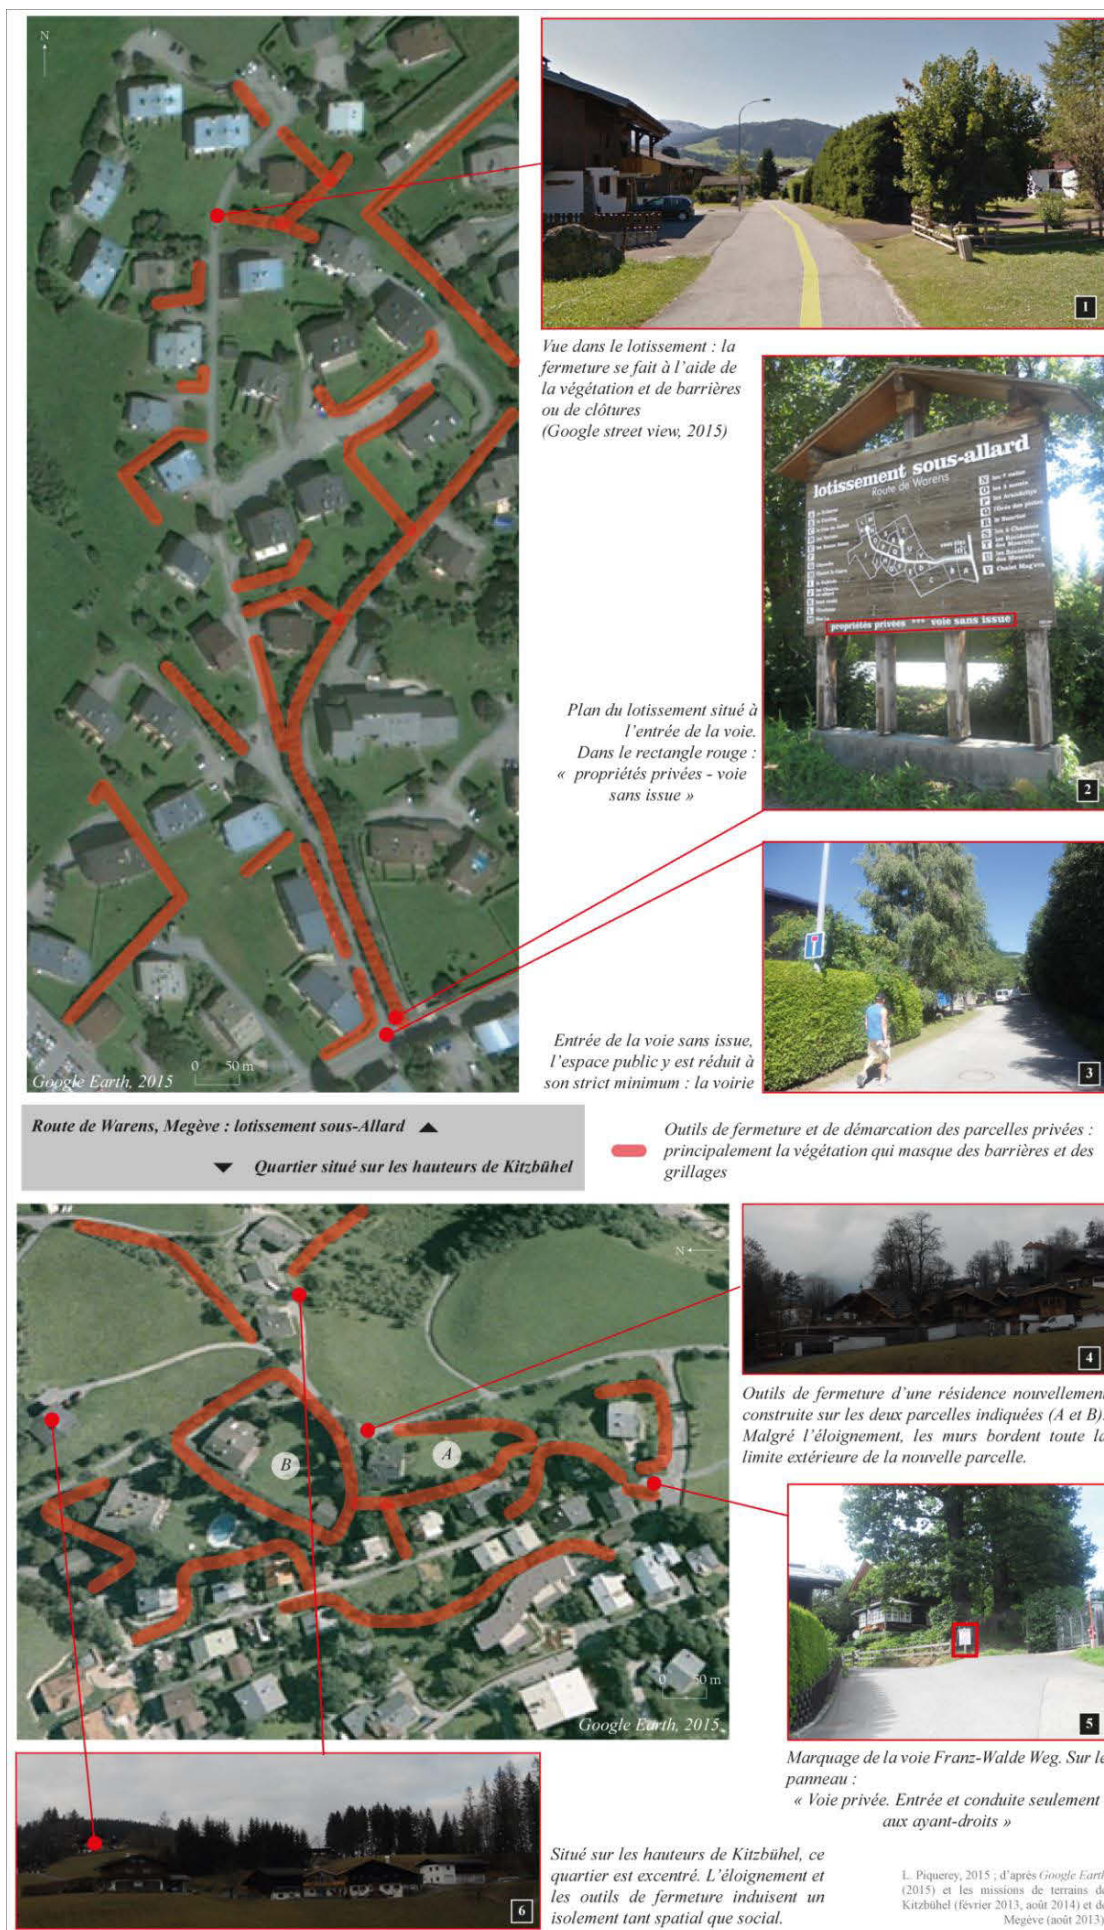 N
1
Vue dans le lotissement : la
fermeture se fait à l'aide de
la végétation et de barrières
ou de clôtures
(Google street view, 2015)
lotissement sous-allard
Route de Warens
propriétés privées *** voie sans issue
2
Plan du lotissement situé à
l'entrée de la voie.
Dans le rectangle rouge :
« propriétés privées - voie
sans issue »
3
Entrée de la voie sans issue,
l'espace public y est réduit à
son strict minimum : la voirie
Google Earth, 2015
0 50 m
Route de Warens, Megève : lotissement sous-Allard ▲
▼ Quartier situé sur les hauteurs de Kitzbühel
Outils de fermeture et de démarcation des parcelles privées :
principalement la végétation qui masque des barrières et des
grillages
N
A
B
0 50 m
Google Earth, 2015
4
Outils de fermeture d'une résidence nouvellement
construite sur les deux parcelles indiquées (A et B).
Malgré l'éloignement, les murs bordent toute la
limite extérieure de la nouvelle parcelle.
5
Marquage de la voie Franz-Walde Weg. Sur le
panneau :
« Voie privée. Entrée et conduite seulement
aux ayant-droits »
6
Situé sur les hauteurs de Kitzbühel, ce
quartier est excentré. L'éloignement et
les outils de fermeture induisent un
isolement tant spatial que social.
L. Piquerey, 2015 ; d'après Google Earth
(2015) et les missions de terrains de
Kitzbühel (février 2013, août 2014) et de
Megève (août 2013)